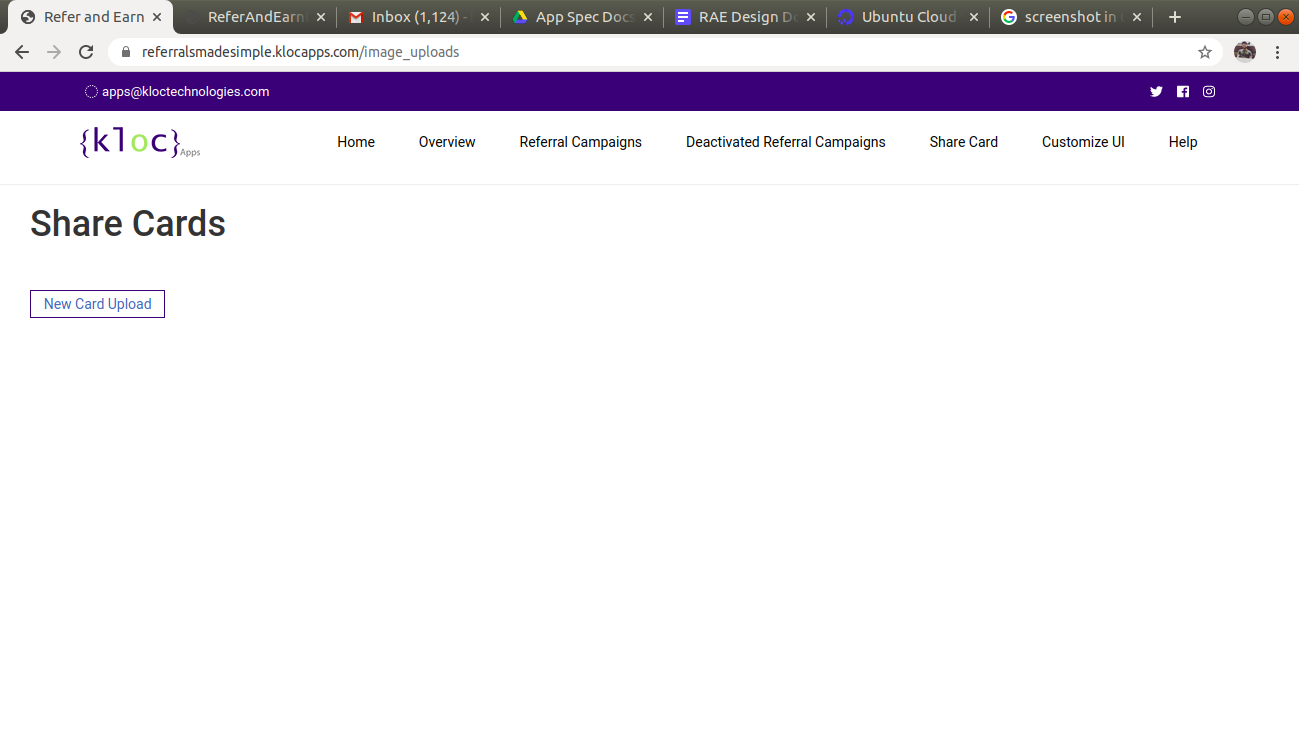 Refer and Earn
ReferAndEarn
Inbox (1,124) -
App Spec Docs
RAE Design Do
Ubuntu Cloud
screenshot in
referralsmadesimple.klocapps.com/image_uploads
apps@kloctechnologies.com
{kloc}Apps
Home
Overview
Referral Campaigns
Deactivated Referral Campaigns
Share Card
Customize UI
Help
Share Cards
New Card Upload